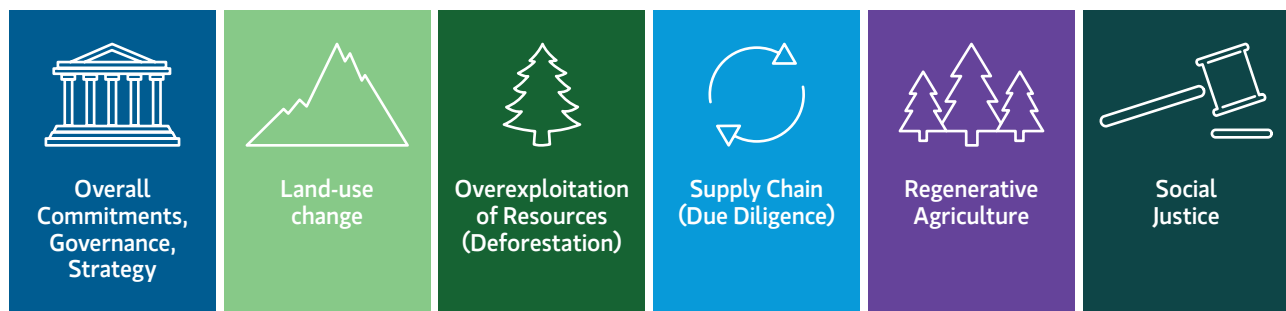 Overall
Commitments,
Governance,
Strategy
Land-use
change
Overexploitation
of Resources
(Deforestation)
Supply Chain
(Due Diligence)
Regenerative
Agriculture
Social
Justice